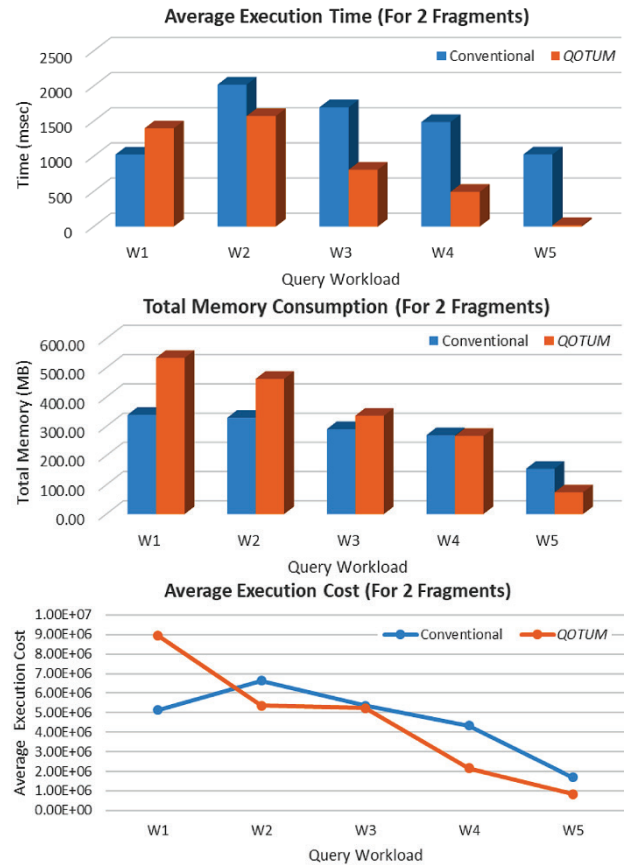 Average Execution Time (For 2 Fragments)
Conventional QOTUM
2500
2000
1500
1000
500
0
Time (msec)
W1 W2 W3 W4 W5
Query Workload
Total Memory Consumption (For 2 Fragments)
Conventional QOTUM
600.00
500.00
400.00
300.00
200.00
100.00
0.00
Total Memory (MB)
W1 W2 W3 W4 W5
Query Workload
Average Execution Cost (For 2 Fragments)
Conventional QOTUM
1.00E+07
9.00E+06
8.00E+06
7.00E+06
6.00E+06
5.00E+06
4.00E+06
3.00E+06
2.00E+06
1.00E+06
0.00E+00
Average Execution Cost
W1 W2 W3 W4 W5
Query Workload